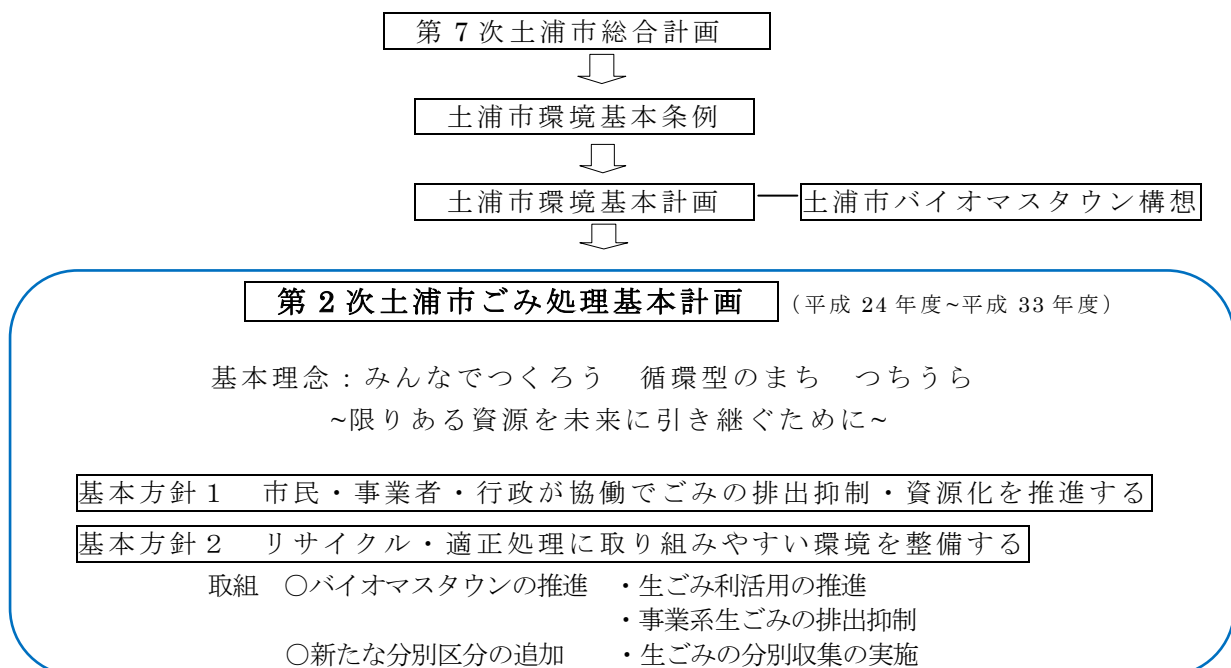 第7次土浦市総合計画
土浦市環境基本条例
土浦市環境基本計画 土浦市バイオマスタウン構想
第2次土浦市ごみ処理基本計画 (平成24年度~平成33年度)
基本理念:みんなでつくろう 循環型のまち つちうら
~限りある資源を未来に引き継ぐために~
基本方針1 市民・事業者・行政が協働でごみの排出抑制・資源化を推進する
基本方針2 リサイクル・適正処理に取り組みやすい環境を整備する
取組 ○バイオマスタウンの推進 ・生ごみ利活用の推進
・事業系生ごみの排出抑制
○新たな分別区分の追加 ・生ごみの分別収集の実施